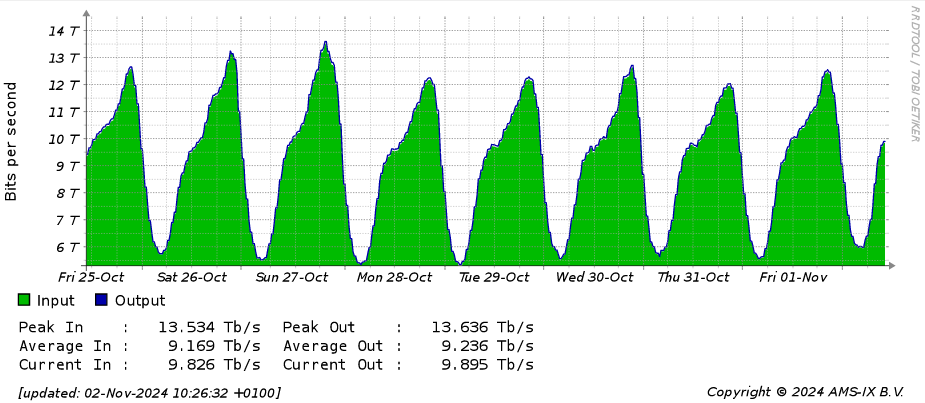 RRDTOOL / TOBI OETIKER
Bits per second
14 T
13 T
12 T
11 T
10 T
9 T
8 T
7 T
6 T
Fri 25-Oct Sat 26-Oct Sun 27-Oct Mon 28-Oct Tue 29-Oct Wed 30-Oct Thu 31-Oct Fri 01-Nov
Input Output
Peak In : 13.534 Tb/s Peak Out : 13.636 Tb/s
Average In : 9.169 Tb/s Average Out : 9.236 Tb/s
Current In : 9.826 Tb/s Current Out : 9.895 Tb/s
[updated: 02-Nov-2024 10:26:32 +0100] Copyright © 2024 AMS-IX B.V.